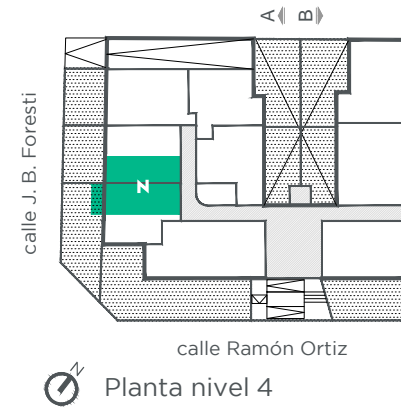 A B
calle J. B. Foresti
N
calle Ramón Ortiz
N
Planta nivel 4